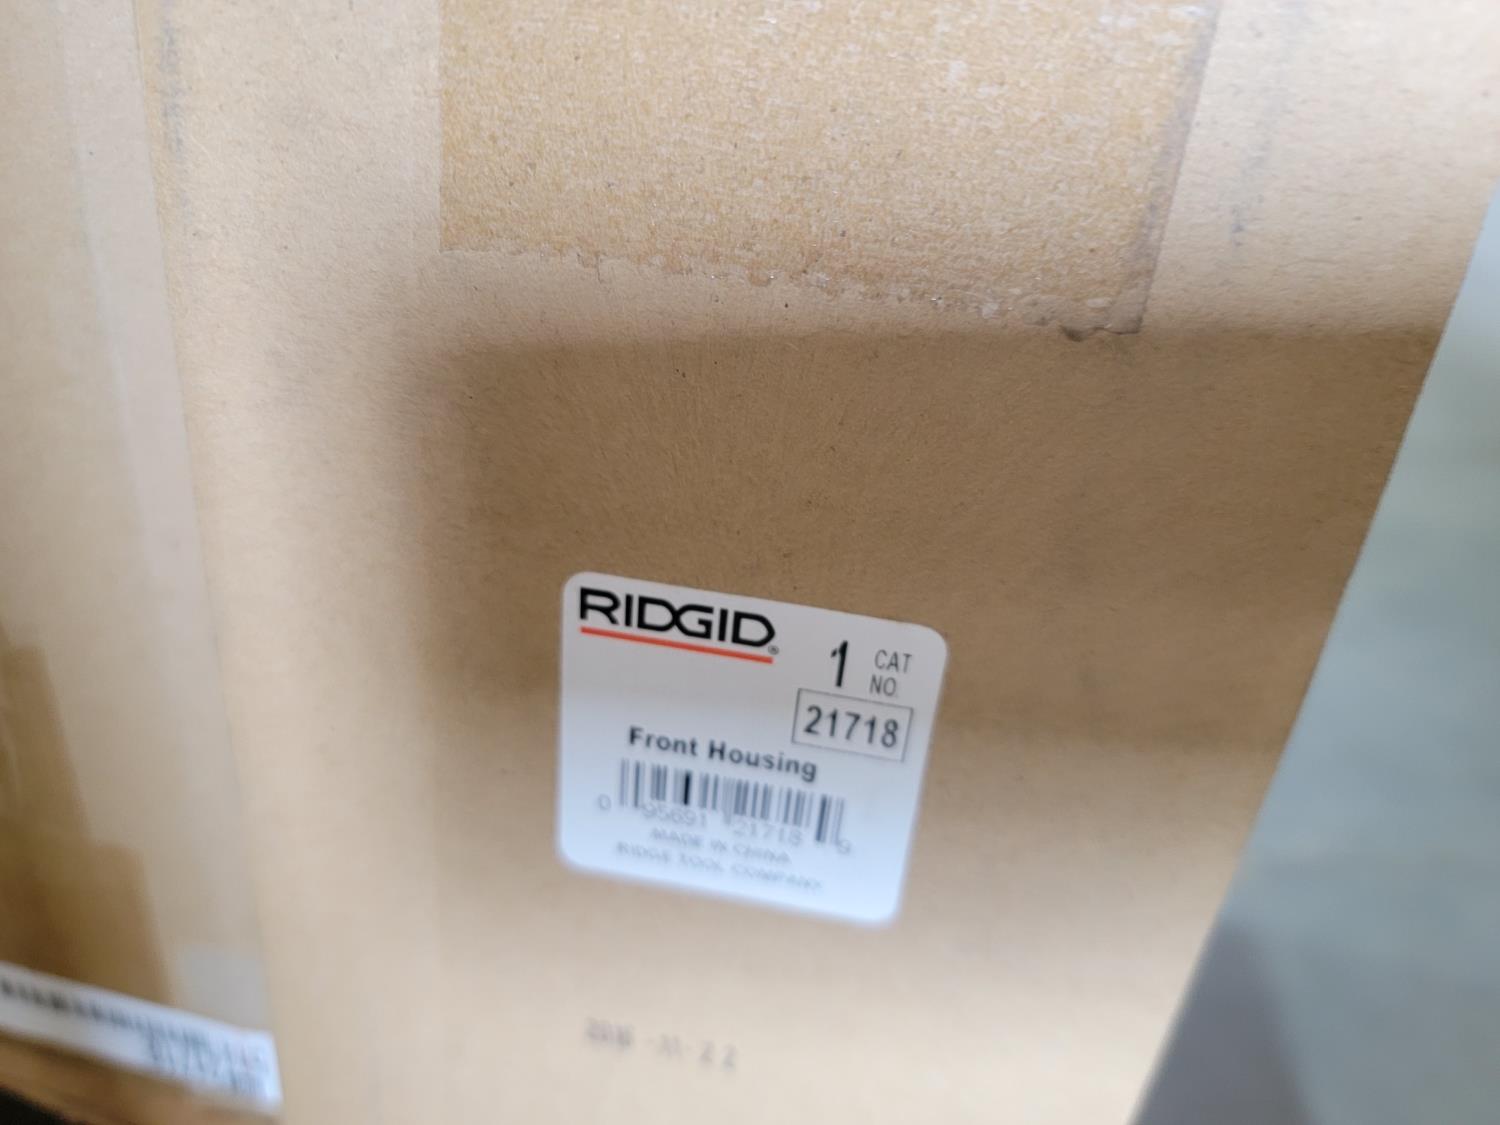 RIDGID®
1 CAT NO.
21718
Front Housing
0 95691 21718 9
MADE IN CHINA
RIDGE TOOL COMPANY